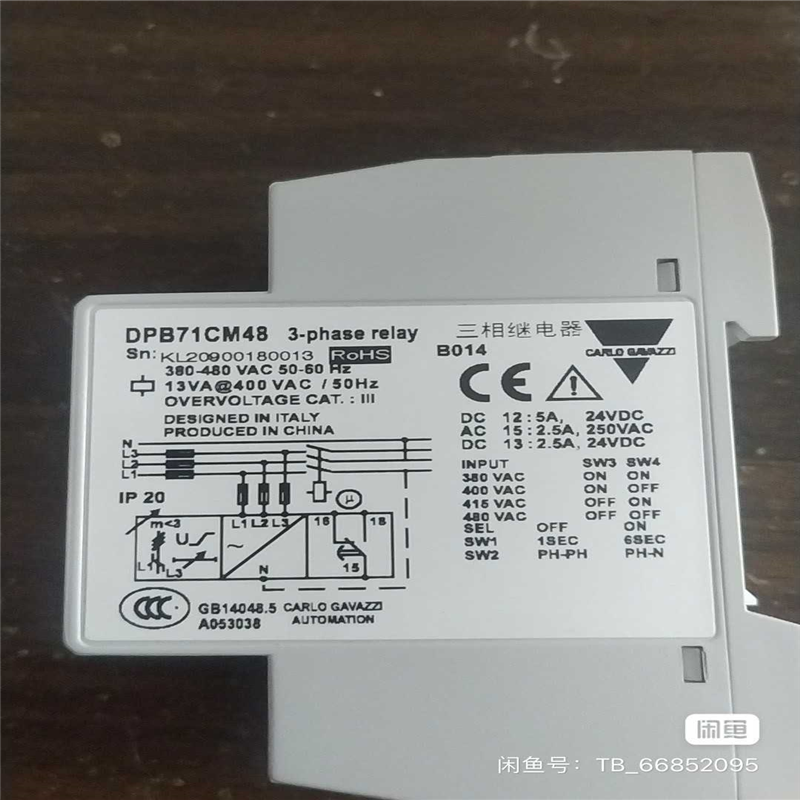 DPB71CM48 3-phase relay 三相继电器
Sn: KL20900180013 RoHS B014 CARLO GAVAZZI
380-480 VAC 50-60 Hz
13VA@400 VAC / 50Hz CE
OVERVOLTAGE CAT.: III
DESIGNED IN ITALY
PRODUCED IN CHINA
DC 12:5A, 24VDC
AC 15:2.5A, 250VAC
DC 13:2.5A, 24VDC
INPUT SW3 SW4
380 VAC ON ON
400 VAC ON OFF
415 VAC OFF ON
480 VAC OFF OFF
SEL OFF ON
SW1 1SEC 6SEC
SW2 PH-PH PH-N
N
L3
L2
L1
IP 20
μ
m<3 L1 L2 L3 16 18
U
~
L1 L3 N 15
CCC GB14048.5 CARLO GAVAZZI
A053038 AUTOMATION
闲鱼
闲鱼号：TB_66852095